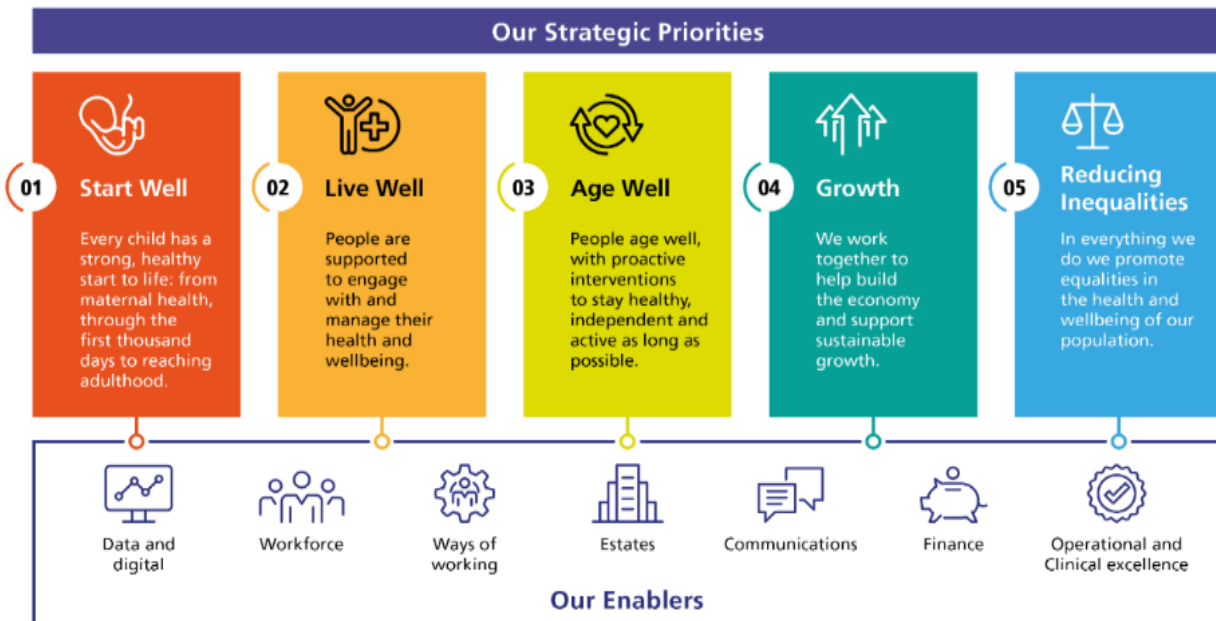 Our Strategic Priorities
01
Start Well
Every child has a
strong, healthy
start to life: from
maternal health,
through the
first thousand
days to reaching
adulthood.
02
Live Well
People are
supported
to engage
with and
manage their
health and
wellbeing.
03
Age Well
People age well,
with proactive
interventions
to stay healthy,
independent and
active as long as
possible.
04
Growth
We work
together to
help build
the economy
and support
sustainable
growth.
05
Reducing
Inequalities
In everything we
do we promote
equalities in
the health and
wellbeing of our
population.
Data and
digital
Workforce
Ways of
working
Estates
Communications
Finance
Operational and
Clinical excellence
Our Enablers